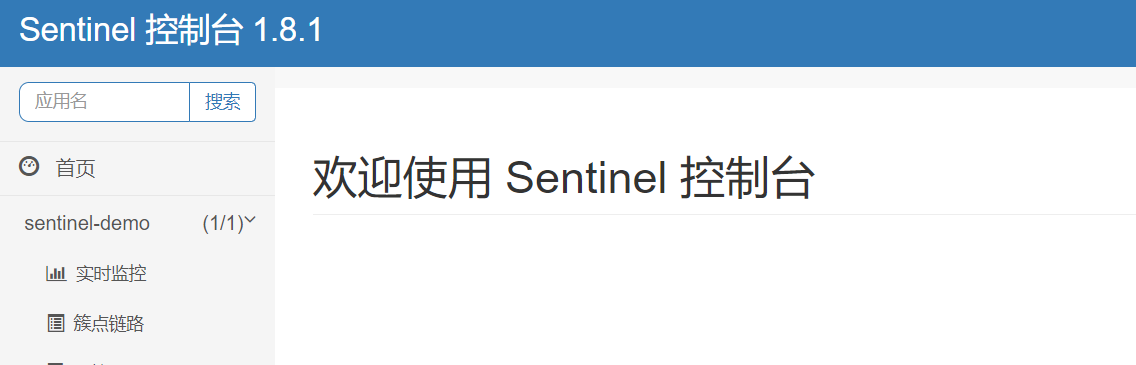 Sentinel 控制台 1.8.1
应用名 搜索
首页
欢迎使用 Sentinel 控制台
sentinel-demo (1/1)
实时监控
簇点链路